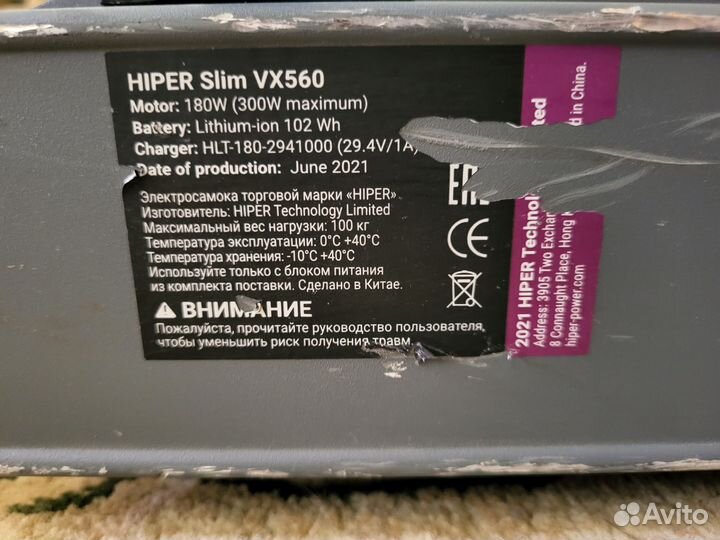 HIPER Slim VX560
Motor: 180W (300W maximum)
Battery: Lithium-ion 102 Wh
Charger: HLT-180-2941000 (29.4V/1A)
Date of production: June 2021
Электросамока торговой марки «HIPER»
Изготовитель: HIPER Technology Limited
Максимальный вес нагрузки: 100 кг
Температура эксплуатации: 0°C +40°C
Температура хранения: -10°C +40°C
Используйте только с блоком питания
из комплекта поставки. Сделано в Китае.
ВНИМАНИЕ
Пожалуйста, прочитайте руководство пользователя,
чтобы уменьшить риск получения травм
EAC
CE
2021 HIPER Technol
Address: 3905 Two Exchan
8 Connaught Place, Hong
hiper-power.com
in China.
Avito